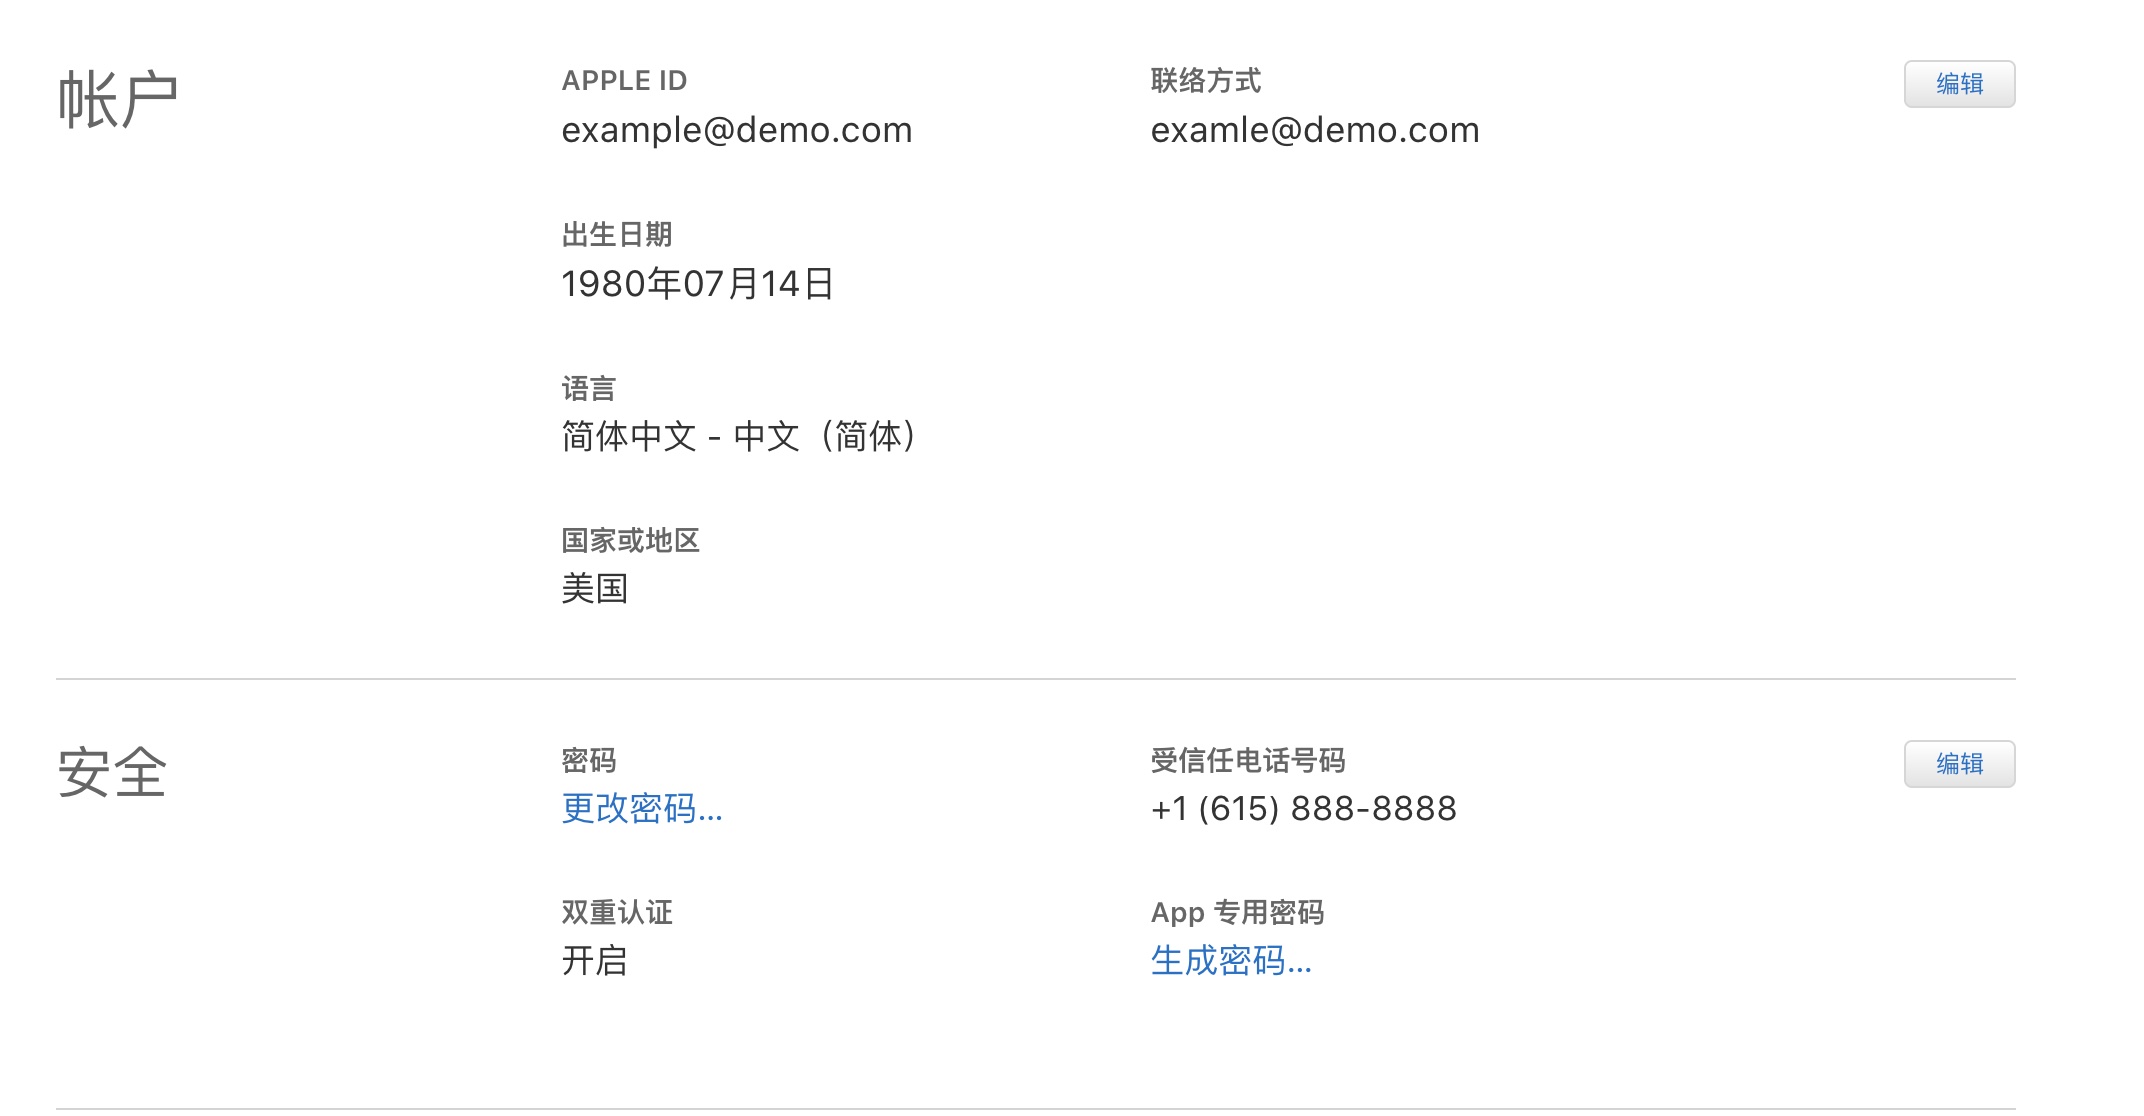 帐户
APPLE ID
example@demo.com
联络方式
examle@demo.com
编辑
出生日期
1980年07月14日
语言
简体中文 - 中文（简体）
国家或地区
美国
安全
密码
更改密码...
受信任电话号码
+1 (615) 888-8888
编辑
双重认证
开启
App 专用密码
生成密码...